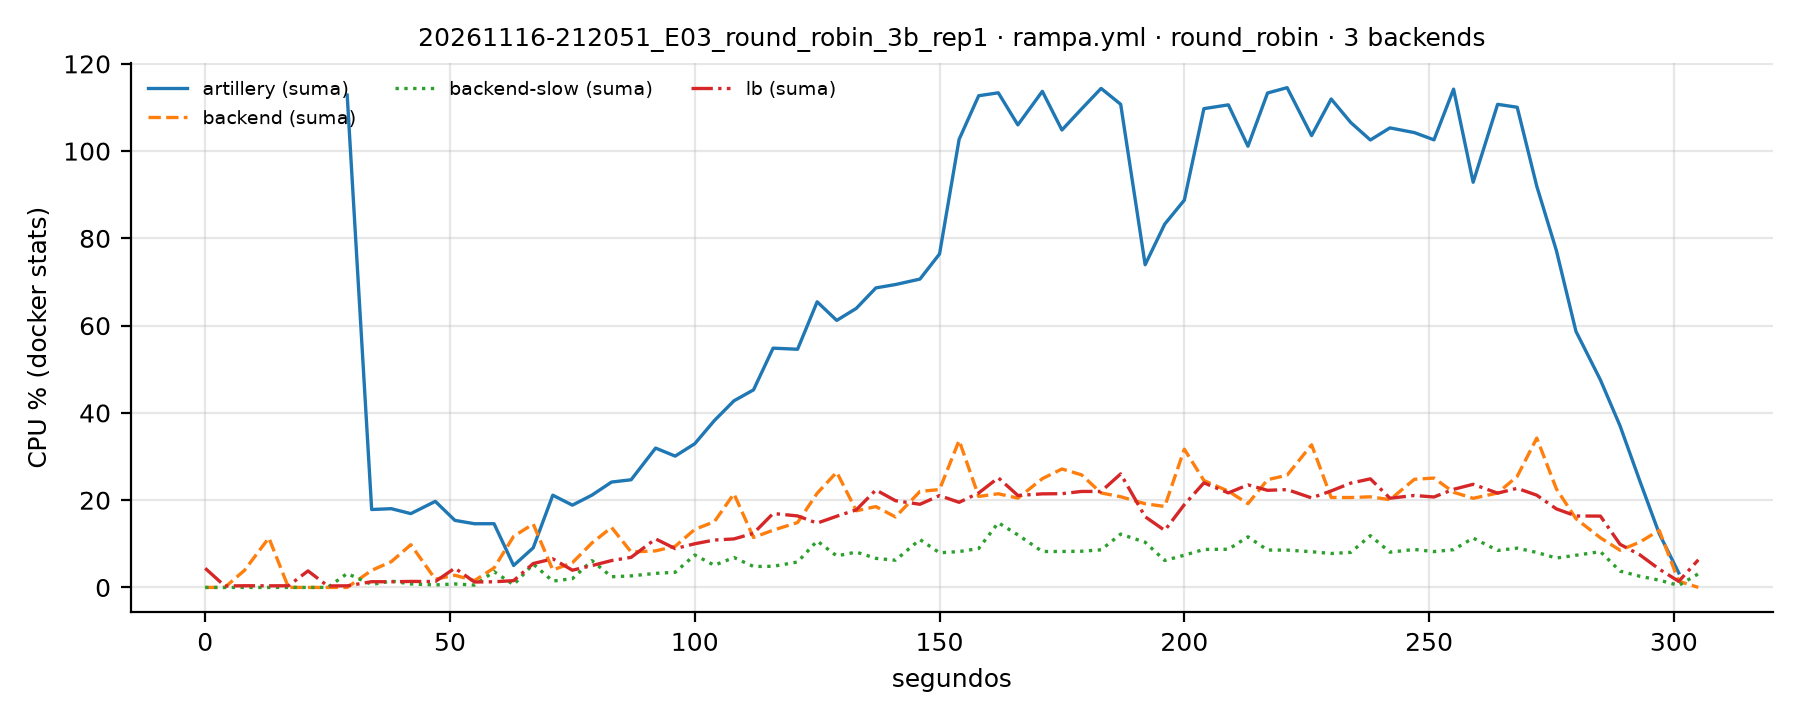 20261116-212051_E03_round_robin_3b_rep1 · rampa.yml · round_robin · 3 backends
artillery (suma)
backend (suma)
backend-slow (suma)
lb (suma)
CPU % (docker stats)
120
100
80
60
40
20
0
0 50 100 150 200 250 300
segundos